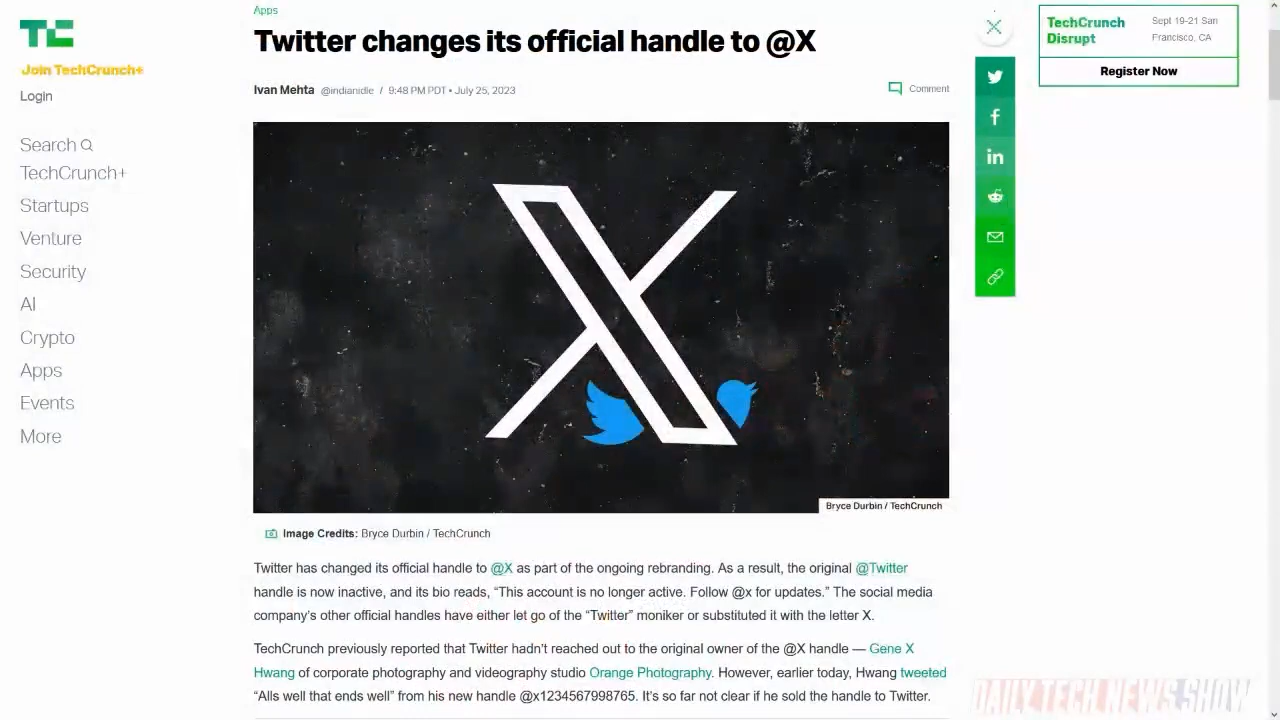 TC
Join TechCrunch+
Login
Search
TechCrunch+
Startups
Venture
Security
AI
Crypto
Apps
Events
More
Apps
Twitter changes its official handle to @X
Ivan Mehta @indianidle / 9:48 PM PDT • July 25, 2023
Comment
Bryce Durbin / TechCrunch
Image Credits: Bryce Durbin / TechCrunch
Twitter has changed its official handle to @X as part of the ongoing rebranding. As a result, the original @Twitter
handle is now inactive, and its bio reads, “This account is no longer active. Follow @x for updates.” The social media
company’s other official handles have either let go of the “Twitter” moniker or substituted it with the letter X.
TechCrunch previously reported that Twitter hadn’t reached out to the original owner of the @X handle — Gene X
Hwang of corporate photography and videography studio Orange Photography. However, earlier today, Hwang tweeted
“Alls well that ends well” from his new handle @x1234567998765. It’s so far not clear if he sold the handle to Twitter.
TechCrunch
Disrupt
Sept 19-21 San
Francisco, CA
Register Now
DAILY TECH NEWS SHOW